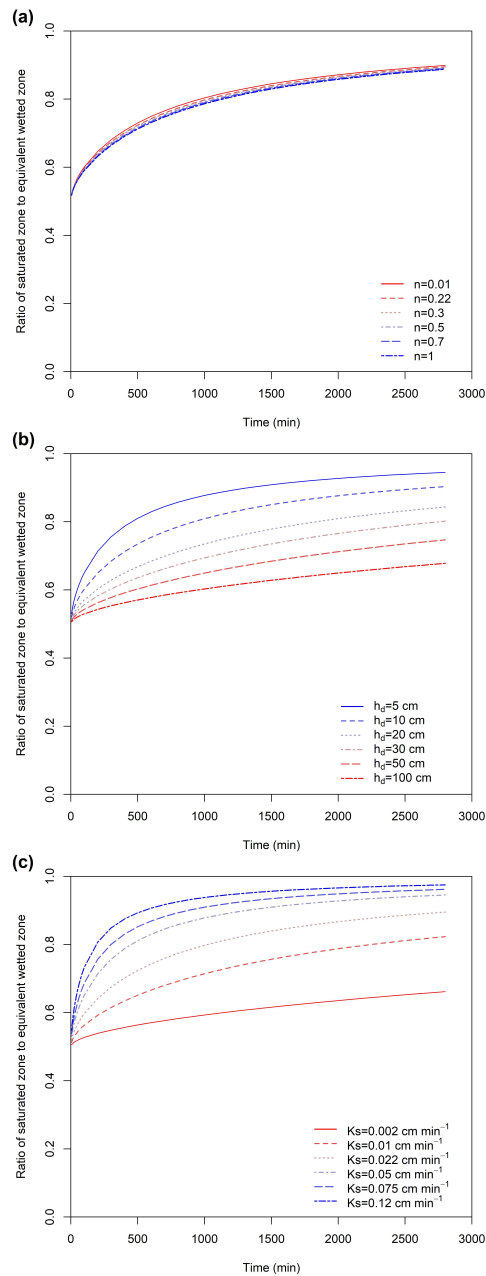 (a)
Ratio of saturated zone to equivalent wetted zone
1.0
0.8
0.6
0.4
0.2
0.0
n=0.01
n=0.22
n=0.3
n=0.5
n=0.7
n=1
0 500 1000 1500 2000 2500 3000
Time (min)
(b)
Ratio of saturated zone to equivalent wetted zone
1.0
0.8
0.6
0.4
0.2
0.0
h_d=5 cm
h_d=10 cm
h_d=20 cm
h_d=30 cm
h_d=50 cm
h_d=100 cm
0 500 1000 1500 2000 2500 3000
Time (min)
(c)
Ratio of saturated zone to equivalent wetted zone
1.0
0.8
0.6
0.4
0.2
0.0
Ks=0.002 cm min⁻¹
Ks=0.01 cm min⁻¹
Ks=0.022 cm min⁻¹
Ks=0.05 cm min⁻¹
Ks=0.075 cm min⁻¹
Ks=0.12 cm min⁻¹
0 500 1000 1500 2000 2500 3000
Time (min)